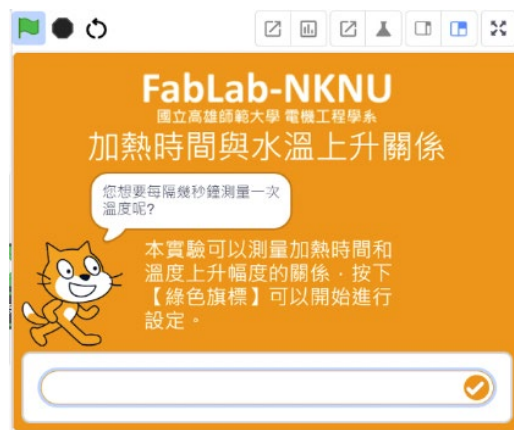 FabLab-NKNU
國立高雄師範大學 電機工程學系
加熱時間與水溫上升關係
您想要每隔幾秒鐘測量一次
溫度呢?
本實驗可以測量加熱時間和
溫度上升幅度的關係，按下
【綠色旗標】可以開始進行
設定。